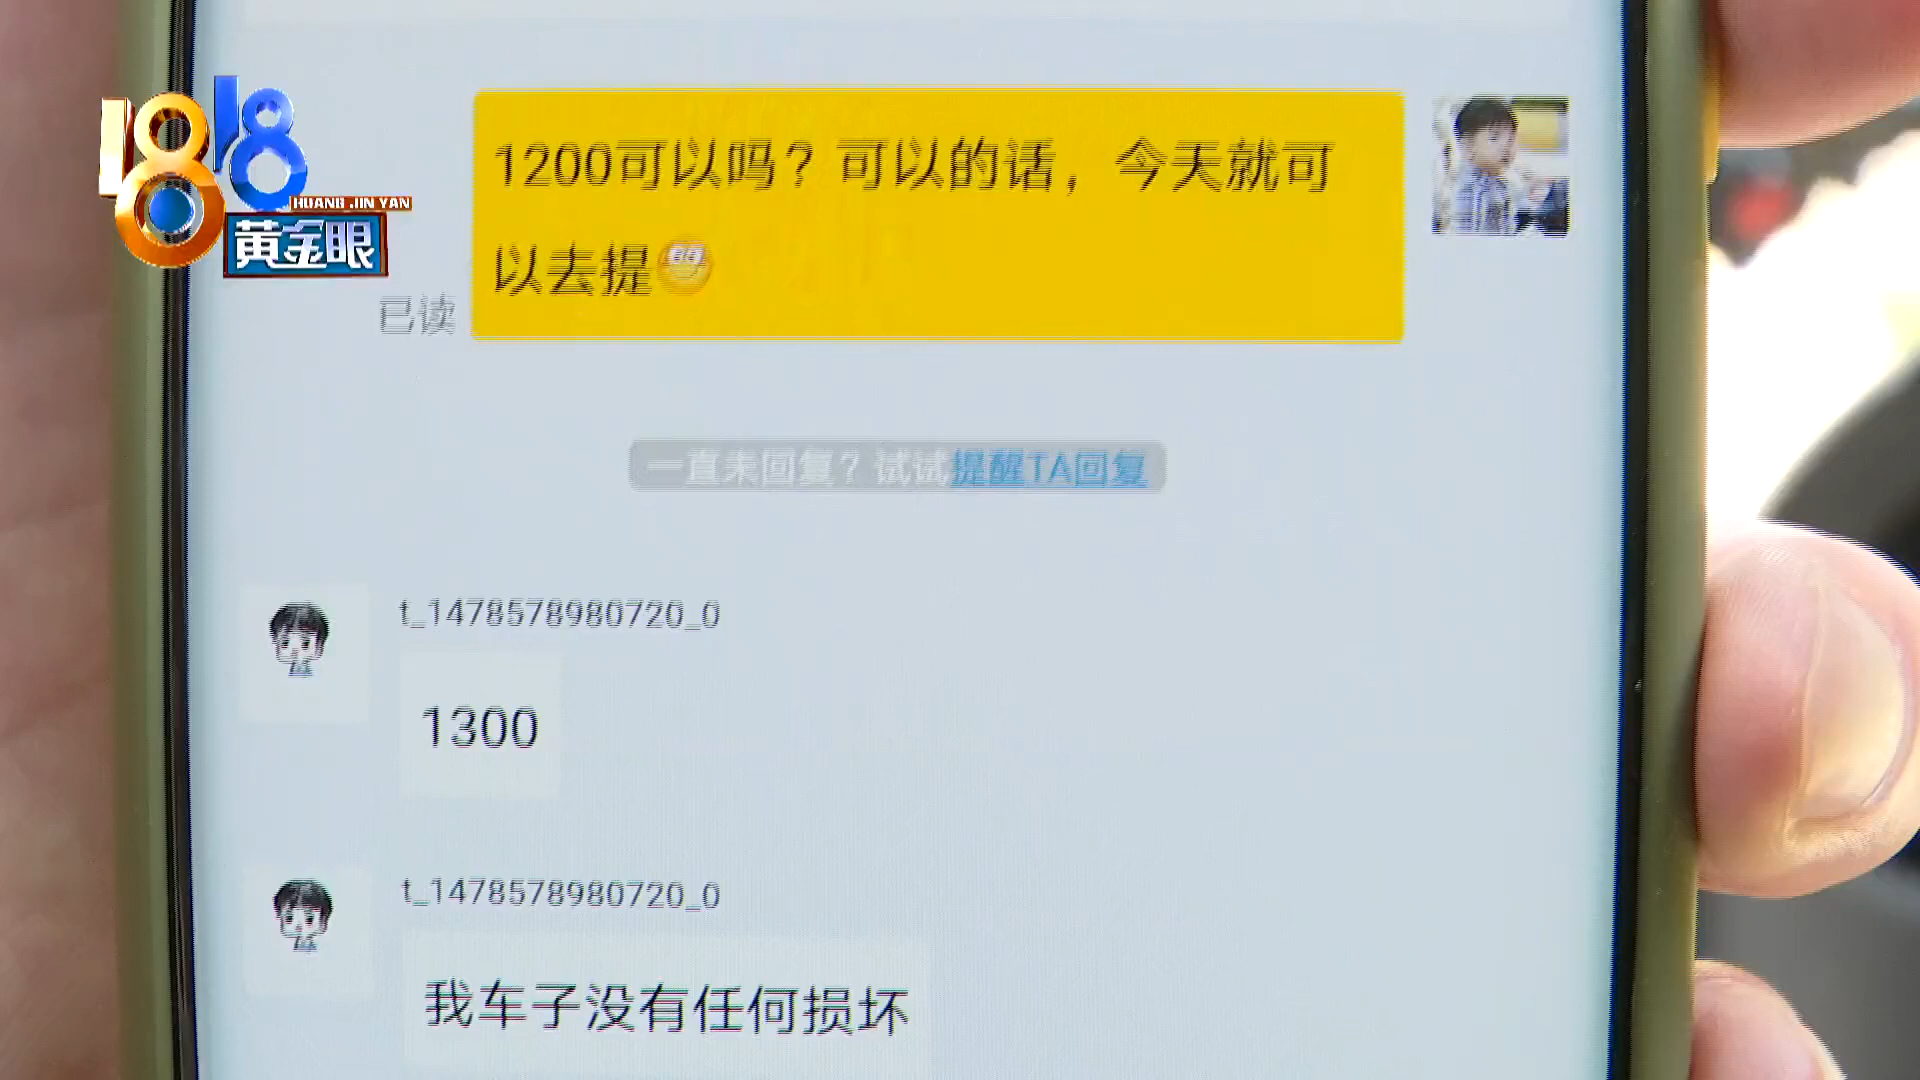 1818
HUANG JIN YAN
黄金眼
1200可以吗？可以的话，今天就可
以去提
已读
一直未回复？试试提醒TA回复
t_1478578980720_0
1300
t_1478578980720_0
我车子没有任何损坏